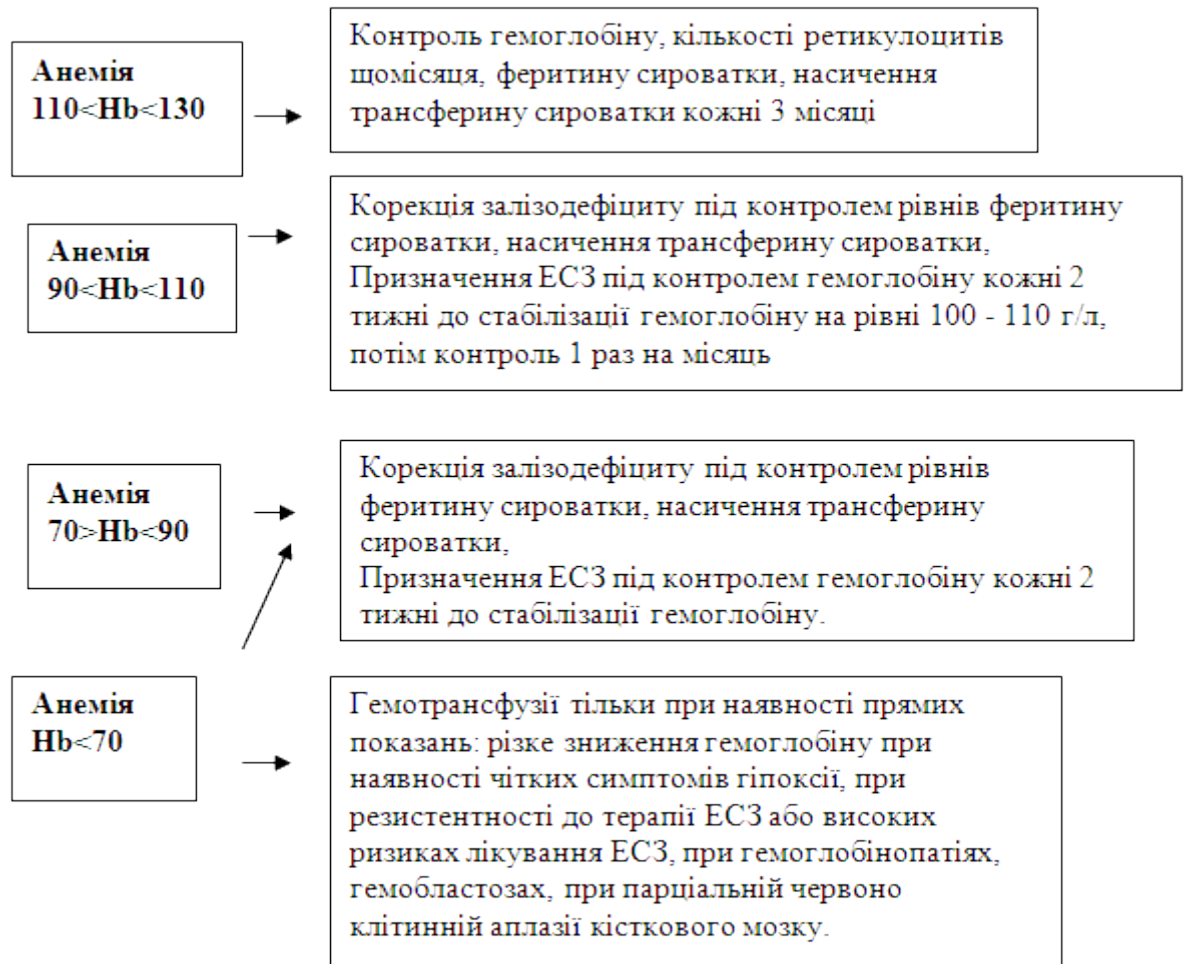 Анемія
110<Hb<130
Контроль гемоглобіну, кількості ретикулоцитів
щомісяця, феритину сироватки, насичення
трансферину сироватки кожні 3 місяці
Анемія
90<Hb<110
Корекція залізодефіциту під контролем рівнів феритину
сироватки, насичення трансферину сироватки,
Призначення ЕСЗ під контролем гемоглобіну кожні 2
тижні до стабілізації гемоглобіну на рівні 100 - 110 г/л,
потім контроль 1 раз на місяць
Анемія
70>Hb<90
Корекція залізодефіциту під контролем рівнів
феритину сироватки, насичення трансферину
сироватки,
Призначення ЕСЗ під контролем гемоглобіну кожні 2
тижні до стабілізації гемоглобіну.
Анемія
Hb<70
Гемотрансфузії тільки при наявності прямих
показань: різке зниження гемоглобіну при
наявності чітких симптомів гіпоксії, при
резистентності до терапії ЕСЗ або високих
ризиках лікування ЕСЗ, при гемоглобінопатіях,
гемобластозах, при парціальній червоно
клітинній аплазії кісткового мозку.